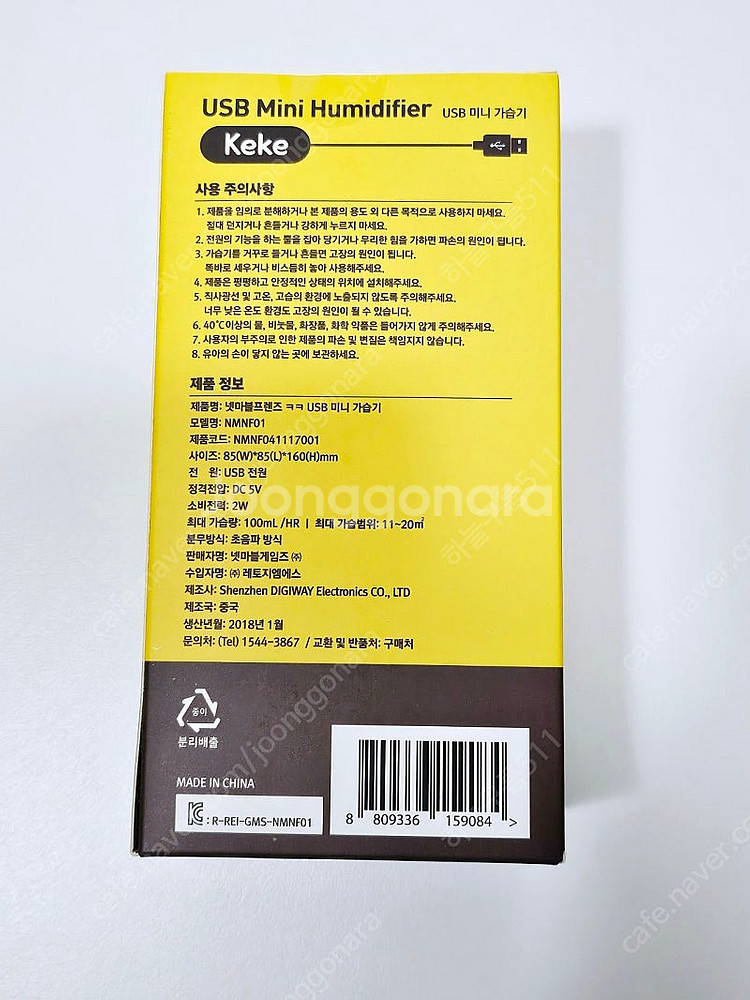 USB Mini Humidifier USB 미니 가습기
Keke
사용 주의사항
1. 제품을 임의로 분해하거나 본 제품의 용도 외 다른 목적으로 사용하지 마세요.
절대 던지거나 흔들거나 강하게 누르지 마세요.
2. 전원의 기능을 하는 뿔을 잡아 당기거나 무리한 힘을 가하면 파손의 원인이 됩니다.
3. 가습기를 거꾸로 들거나 흔들면 고장의 원인이 됩니다.
똑바로 세우거나 비스듬히 놓아 사용해주세요.
4. 제품은 평평하고 안정적인 상태의 위치에 설치해주세요.
5. 직사광선 및 고온, 고습의 환경에 노출되지 않도록 주의해주세요.
너무 낮은 온도 환경도 고장의 원인이 될 수 있습니다.
6. 40℃이상의 물, 비눗물, 화장품, 화학 약품은 들어가지 않게 주의해주세요.
7. 사용자의 부주의로 인한 제품의 파손 및 변질은 책임지지 않습니다.
8. 유아의 손이 닿지 않는 곳에 보관하세요.
제품 정보
제품명: 넷마블프렌즈 ㅋㅋ USB 미니 가습기
모델명: NMNF01
제품코드: NMNF041117001
사이즈: 85(W)*85(L)*160(H)mm
전 원: USB 전원
정격전압: DC 5V
소비전력: 2W
최대 가습량: 100mL /HR | 최대 가습범위: 11~20㎡
분무방식: 초음파 방식
판매자명: 넷마블게임즈 ㈜
수입자명: ㈜ 레토지엠에스
제조사: Shenzhen DIGIWAY Electronics CO., LTD
제조국: 중국
생산년월: 2018년 1월
문의처: (Tel) 1544-3867 / 교환 및 반품처: 구매처
종이
분리배출
MADE IN CHINA
: R-REI-GMS-NMNF01
8 809336 159084 >
Joonggonara
cafe.naver.com/joonggonara
하늘구름511